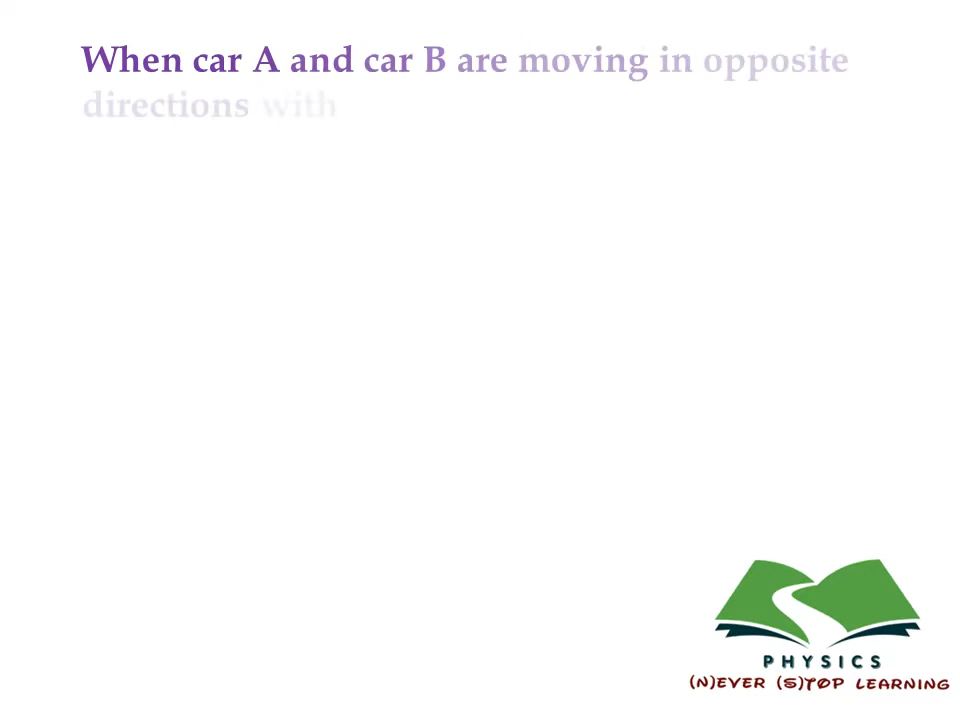 When car A and car B are moving in opposite
directions with
PHYSICS
(N)EVER (S)TOP LEARNING